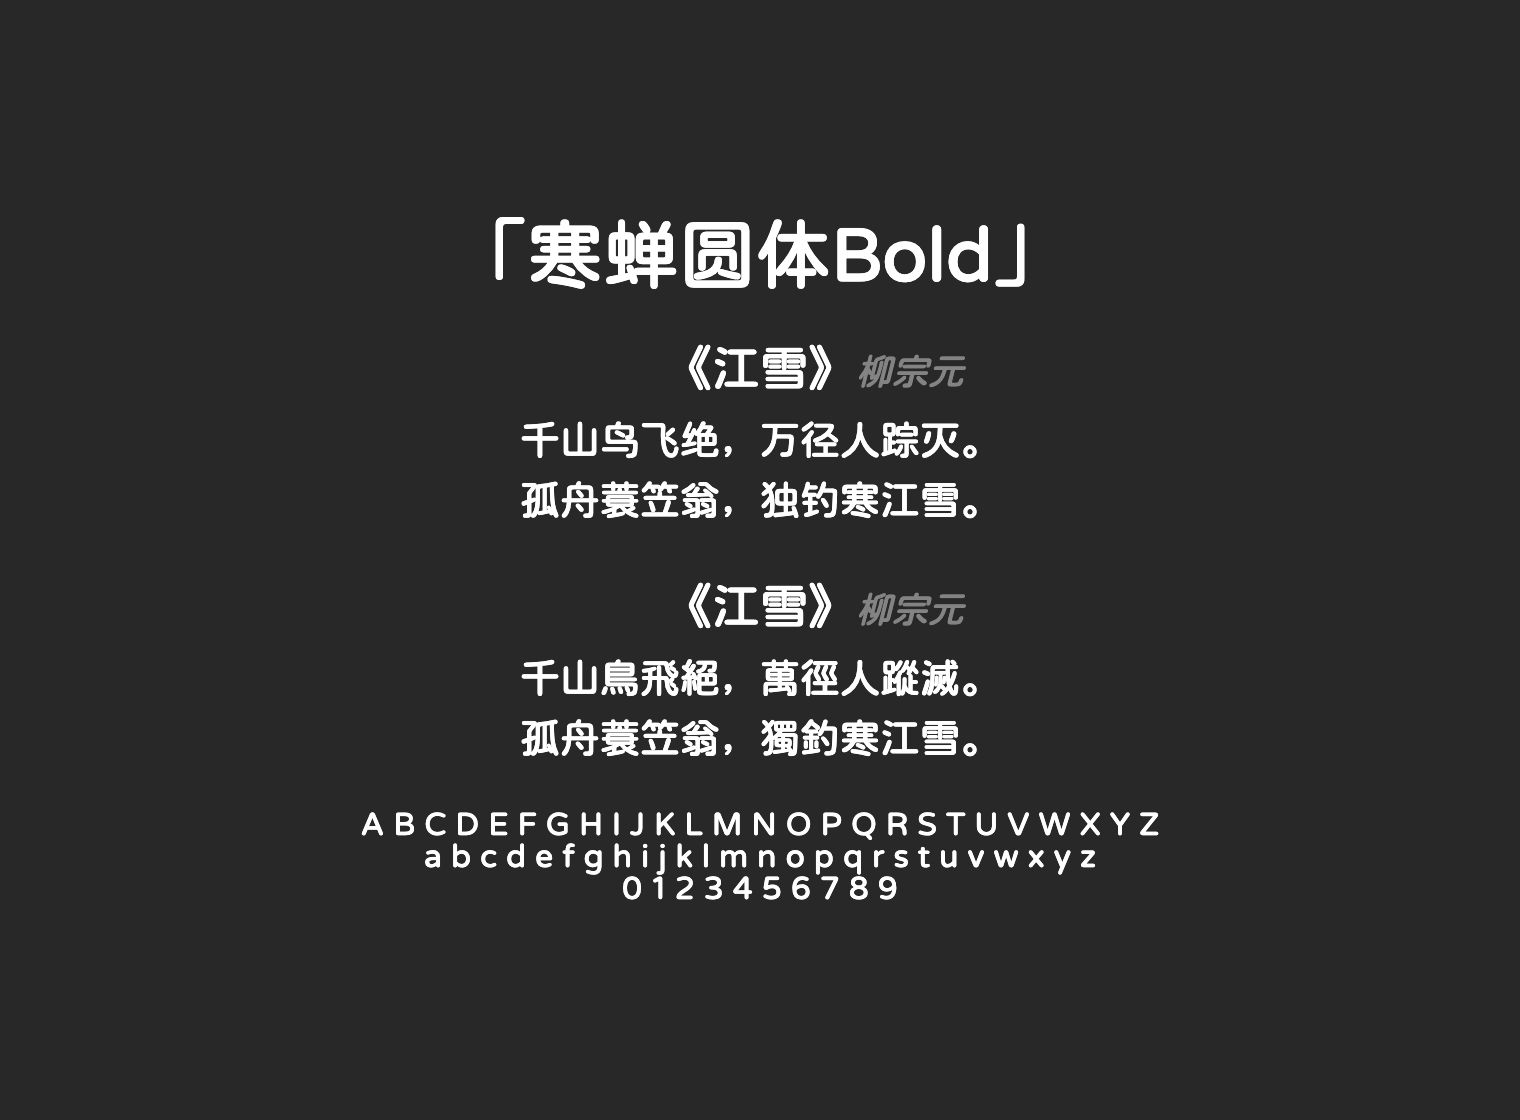 「寒蝉圆体Bold」
《江雪》 柳宗元
千山鸟飞绝，万径人踪灭。
孤舟蓑笠翁，独钓寒江雪。
《江雪》 柳宗元
千山鳥飛絕，萬徑人蹤滅。
孤舟蓑笠翁，獨釣寒江雪。
A B C D E F G H I J K L M N O P Q R S T U V W X Y Z
a b c d e f g h i j k l m n o p q r s t u v w x y z
0 1 2 3 4 5 6 7 8 9